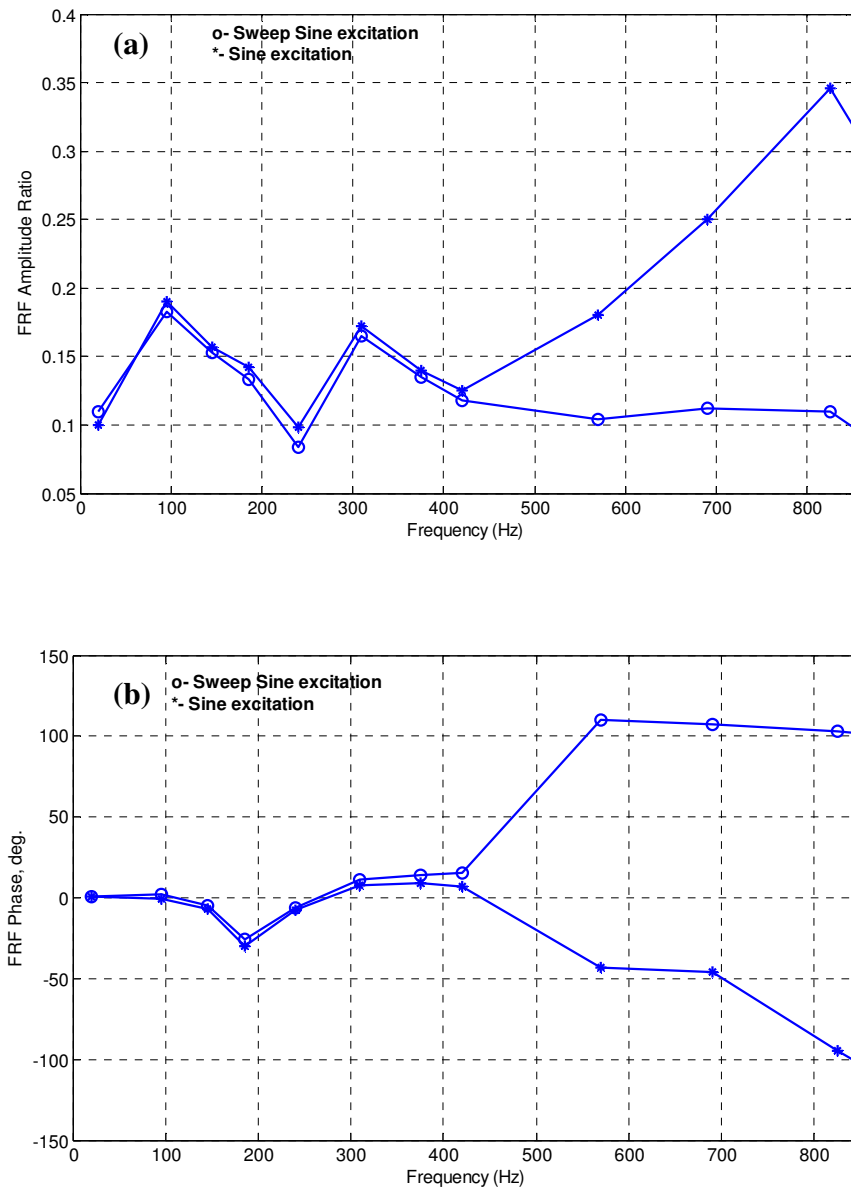 (a)
o- Sweep Sine excitation
*- Sine excitation
0.4
0.35
0.3
0.25
0.2
0.15
0.1
0.05
FRF Amplitude Ratio
0 100 200 300 400 500 600 700 800
Frequency (Hz)
(b)
o- Sweep Sine excitation
*- Sine excitation
150
100
50
0
-50
-100
-150
FRF Phase, deg.
100 200 300 400 500 600 700 800
Frequency (Hz)